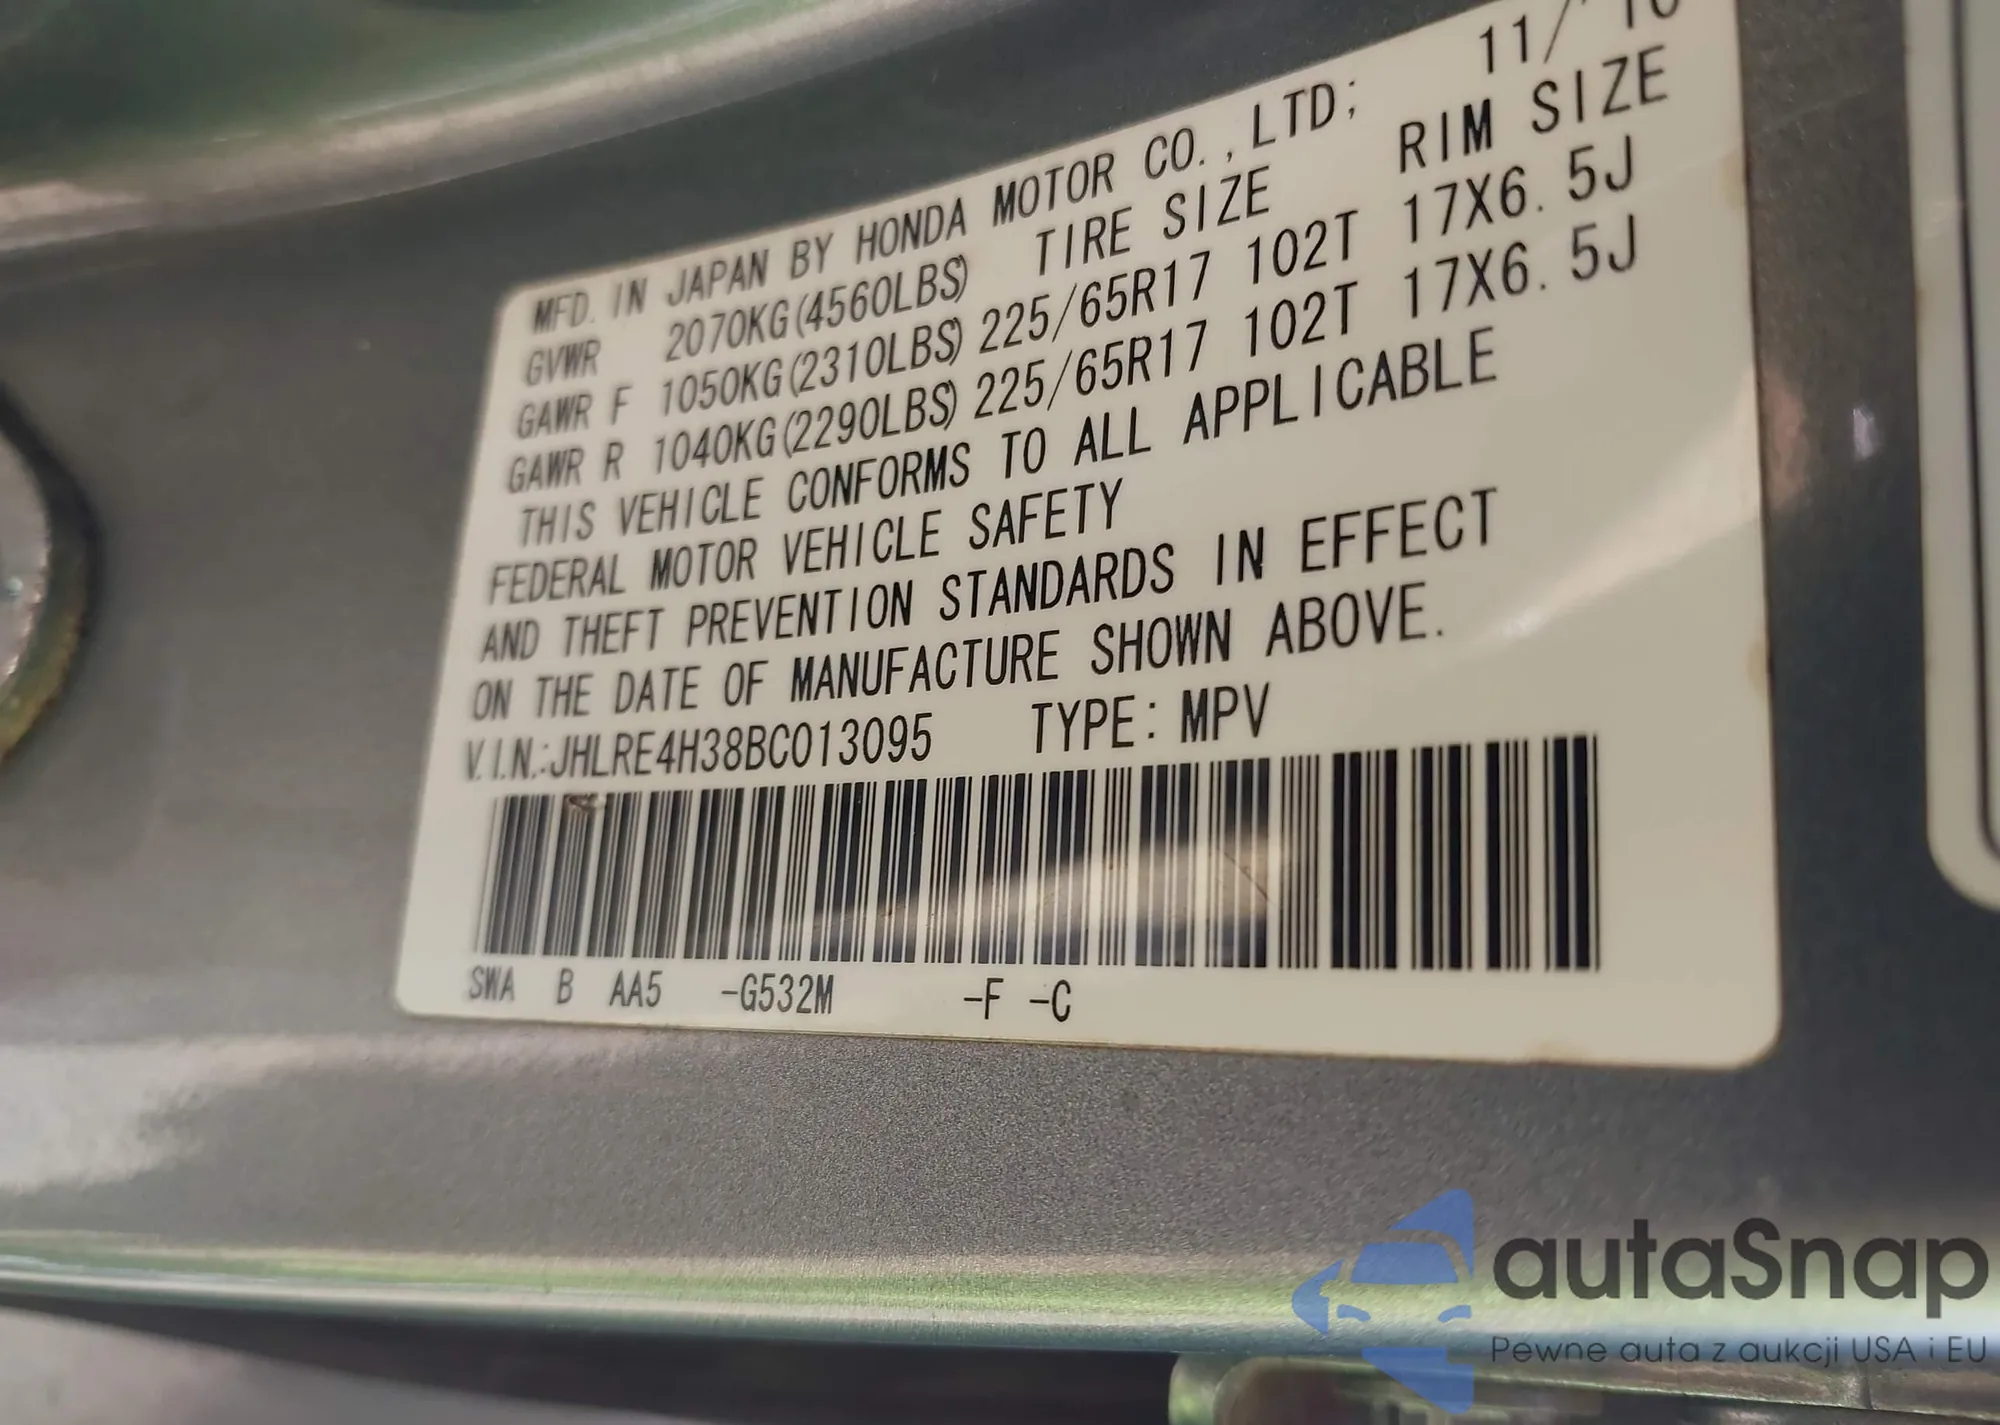 MFD. IN JAPAN BY HONDA MOTOR CO.,LTD; 11/'10
GVWR 2070KG(4560LBS) TIRE SIZE RIM SIZE
GAWR F 1050KG(2310LBS) 225/65R17 102T 17X6.5J
GAWR R 1040KG(2290LBS) 225/65R17 102T 17X6.5J
THIS VEHICLE CONFORMS TO ALL APPLICABLE
FEDERAL MOTOR VEHICLE SAFETY
AND THEFT PREVENTION STANDARDS IN EFFECT
ON THE DATE OF MANUFACTURE SHOWN ABOVE.
V.I.N.:JHLRE4H38BC013095 TYPE: MPV
SWA B AA5 -G532M -F -C
autaSnap
Pewne auta z aukcji USA i EU